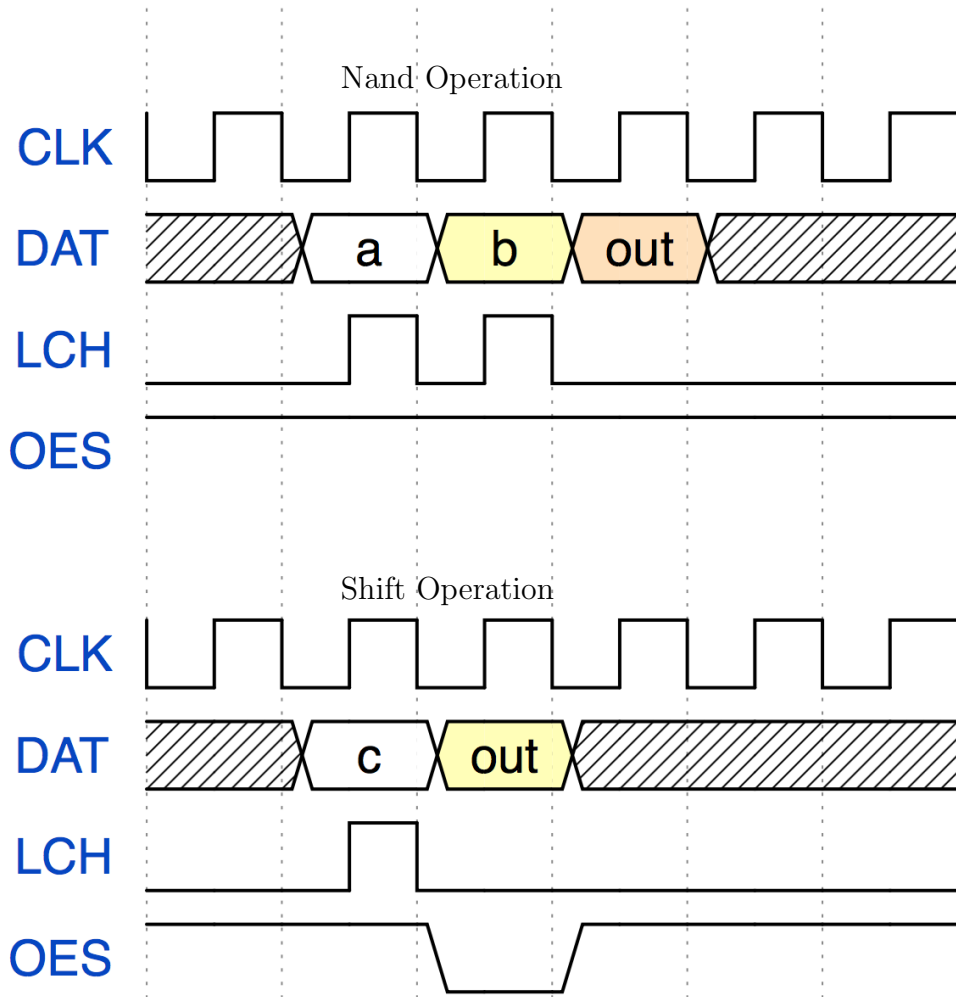 Nand Operation
CLK
DAT a b out
LCH
OES
Shift Operation
CLK
DAT c out
LCH
OES